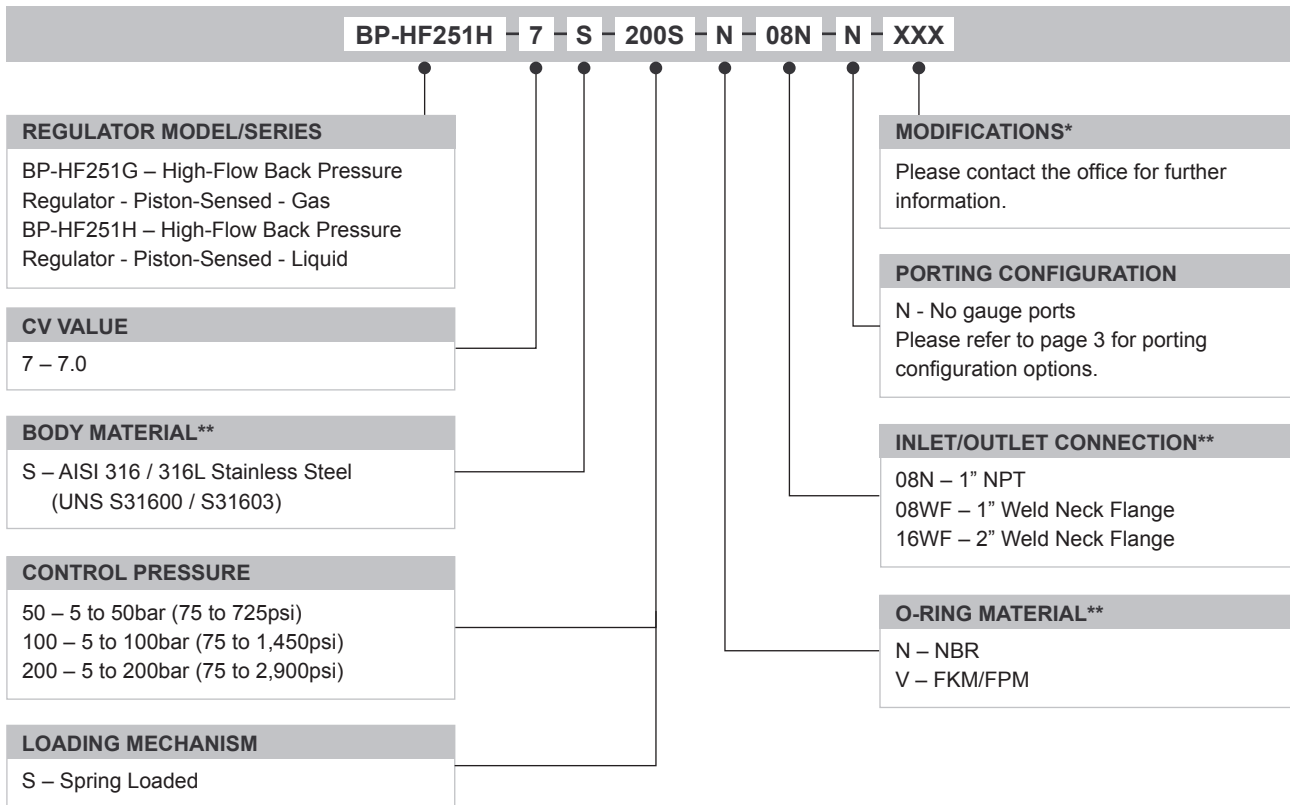 BP-HF251H - 7 - S - 200S - N - 08N - N - XXX
REGULATOR MODEL/SERIES
BP-HF251G – High-Flow Back Pressure
Regulator - Piston-Sensed - Gas
BP-HF251H – High-Flow Back Pressure
Regulator - Piston-Sensed - Liquid
CV VALUE
7 – 7.0
BODY MATERIAL**
S – AISI 316 / 316L Stainless Steel
(UNS S31600 / S31603)
CONTROL PRESSURE
50 – 5 to 50bar (75 to 725psi)
100 – 5 to 100bar (75 to 1,450psi)
200 – 5 to 200bar (75 to 2,900psi)
LOADING MECHANISM
S – Spring Loaded
MODIFICATIONS*
Please contact the office for further
information.
PORTING CONFIGURATION
N - No gauge ports
Please refer to page 3 for porting
configuration options.
INLET/OUTLET CONNECTION**
08N – 1” NPT
08WF – 1” Weld Neck Flange
16WF – 2” Weld Neck Flange
O-RING MATERIAL**
N – NBR
V – FKM/FPM